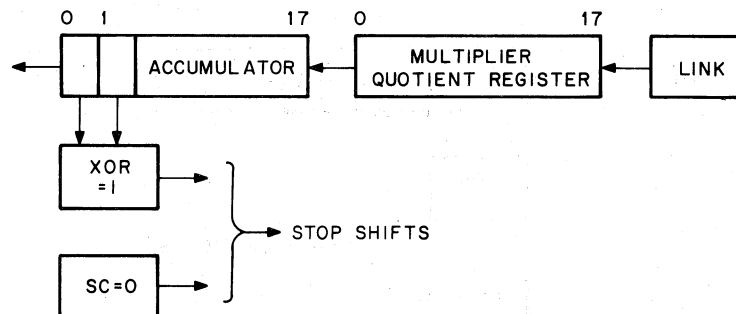 0 1 17 0 17
ACCUMULATOR
MULTIPLIER
QUOTIENT REGISTER
LINK
XOR
=1
STOP SHIFTS
SC=0